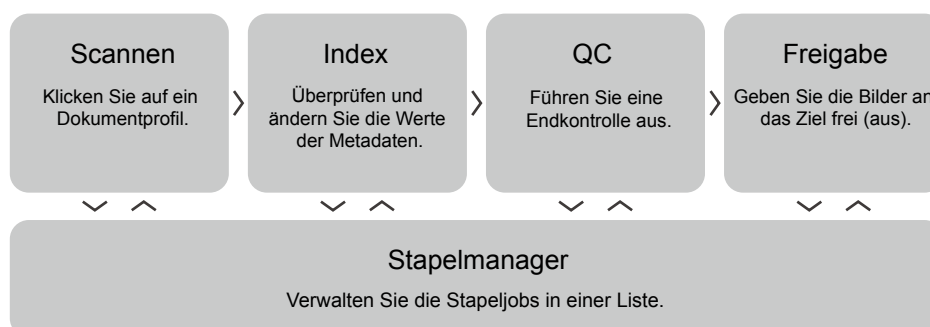 Scannen
Klicken Sie auf ein
Dokumentprofil.
Index
Überprüfen und
ändern Sie die Werte
der Metadaten.
QC
Führen Sie eine
Endkontrolle aus.
Freigabe
Geben Sie die Bilder an
das Ziel frei (aus).
Stapelmanager
Verwalten Sie die Stapeljobs in einer Liste.